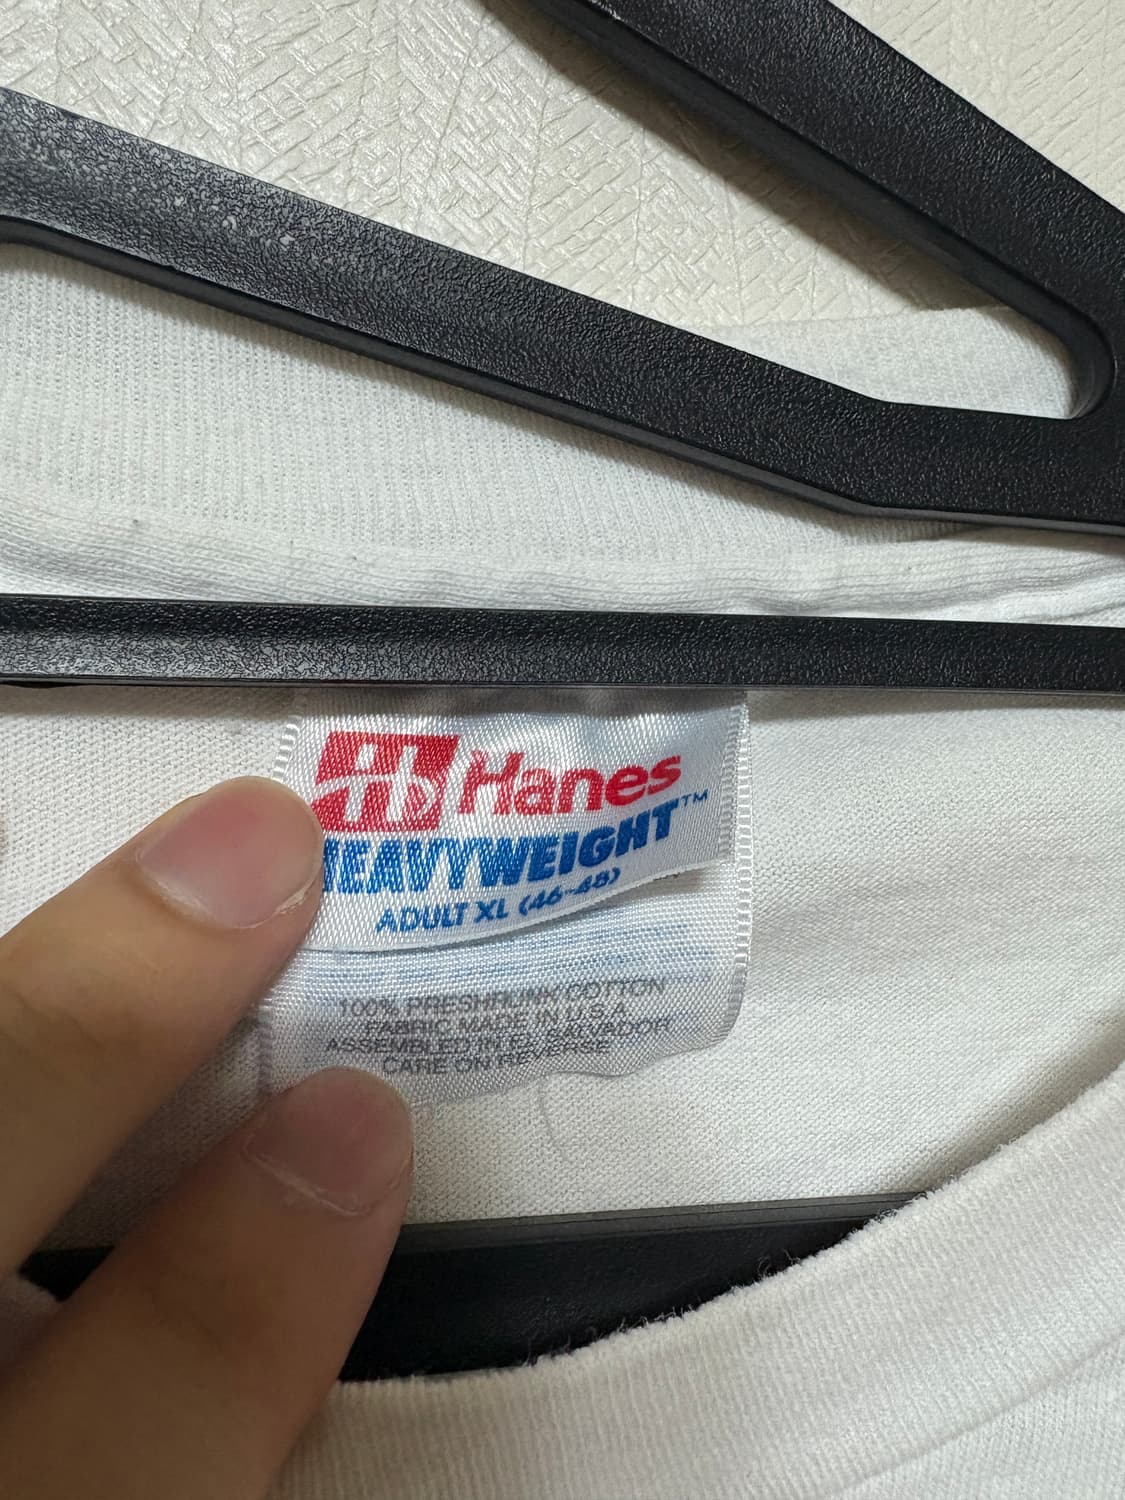 Hanes
HEAVYWEIGHT™
ADULT XL (46-48)
100% PRESHRUNK COTTON
FABRIC MADE IN U.S.A.
ASSEMBLED IN EL SALVADOR
CARE ON REVERSE